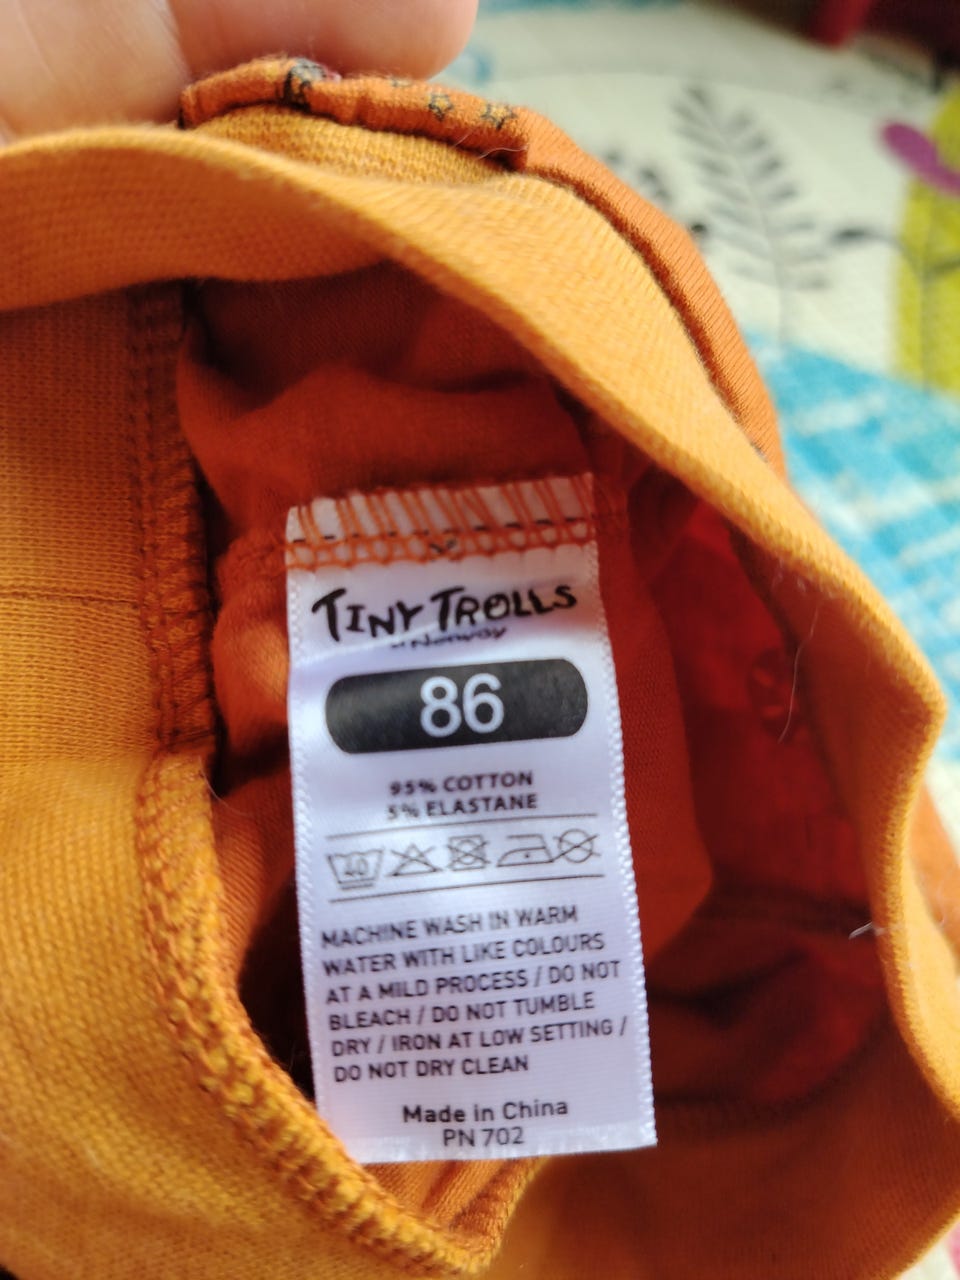 TINY TROLLS
of Norway
86
95% COTTON
5% ELASTANE
40
MACHINE WASH IN WARM
WATER WITH LIKE COLOURS
AT A MILD PROCESS / DO NOT
BLEACH / DO NOT TUMBLE
DRY / IRON AT LOW SETTING /
DO NOT DRY CLEAN
Made in China
PN 702